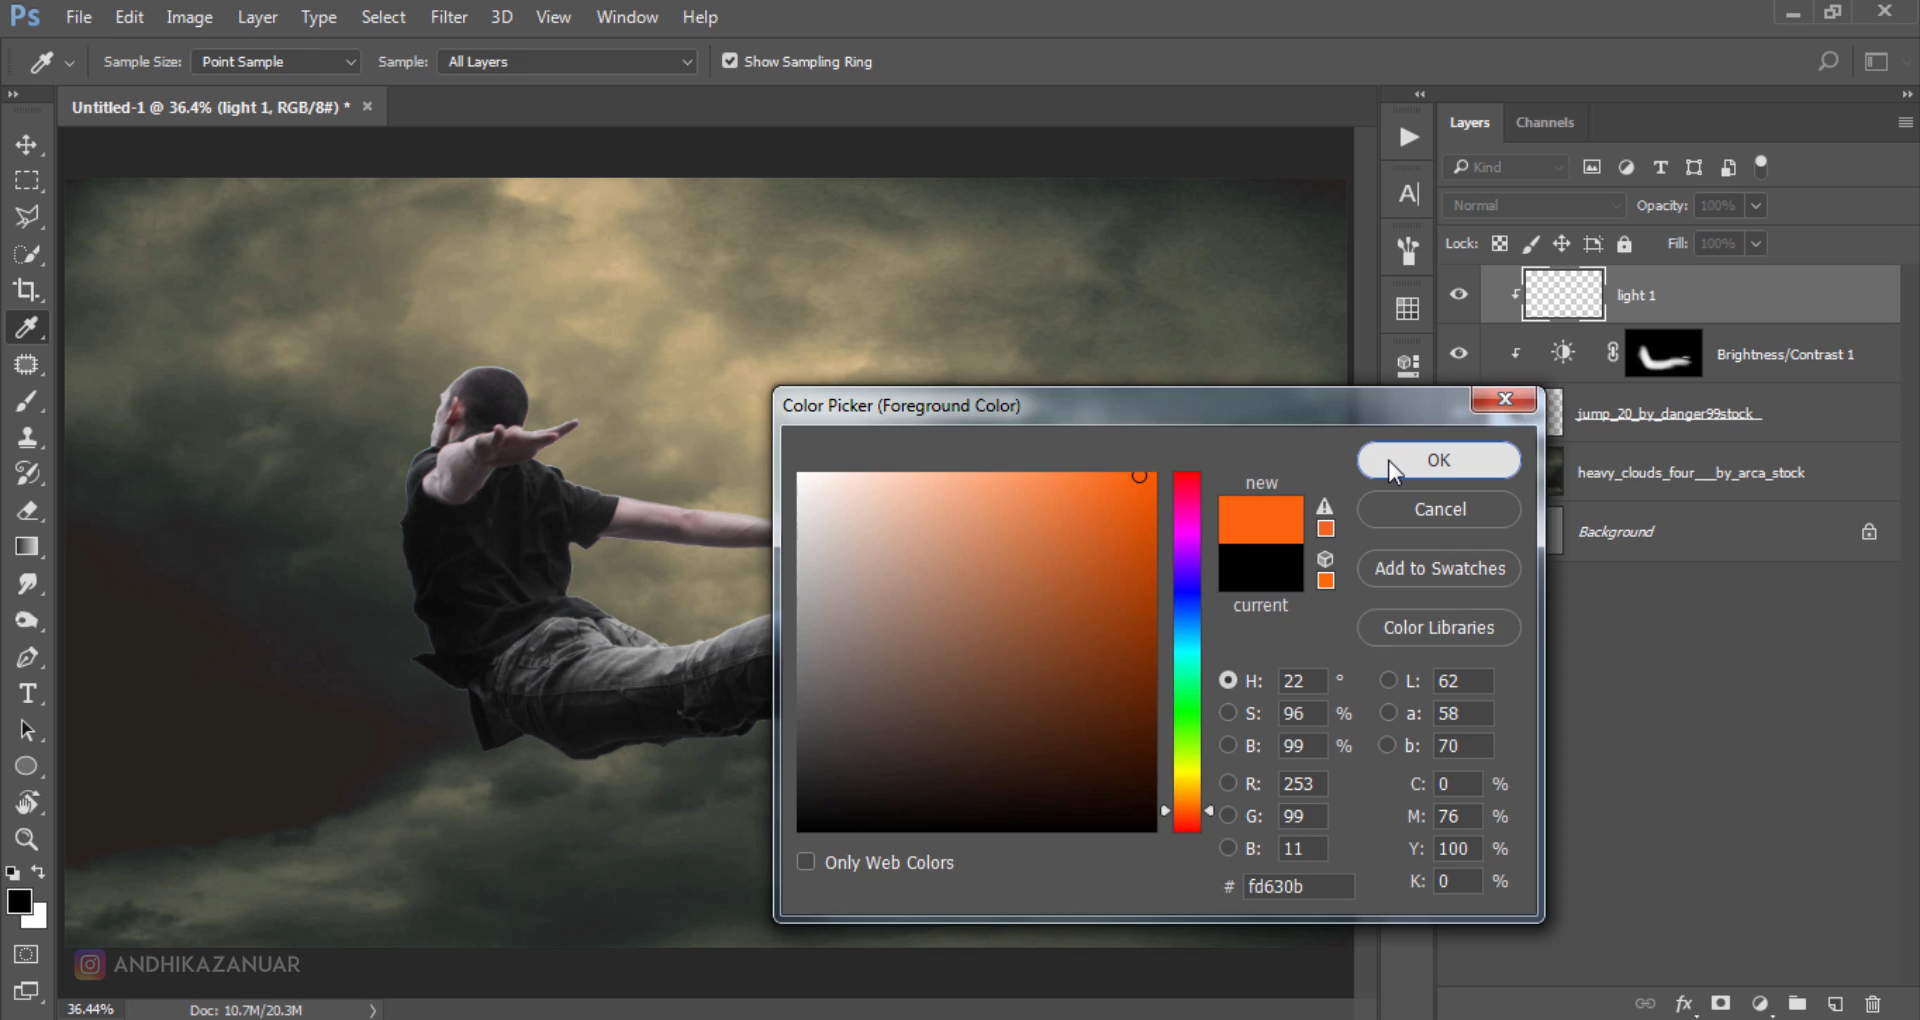 Ps File Edit Image Layer Type Select Filter 3D View Window Help
Sample Size: Point Sample Sample: All Layers Show Sampling Ring
Untitled-1 @ 36.4% (light 1, RGB/8#) * ×
Layers Channels
Kind
Normal Opacity: 100%
Lock: Fill: 100%
light 1
Brightness/Contrast 1
jump_20_by_danger99stock
heavy_clouds_four___by_arca_stock
Background
Color Picker (Foreground Color)
new
current
OK
Cancel
Add to Swatches
Color Libraries
H: 22 ° L: 62
S: 96 % a: 58
B: 99 % b: 70
R: 253 C: 0 %
G: 99 M: 76 %
B: 11 Y: 100 %
# fd630b K: 0 %
Only Web Colors
ANDHIKAZANUAR
36.44% Doc: 10.7M/20.3M
fx